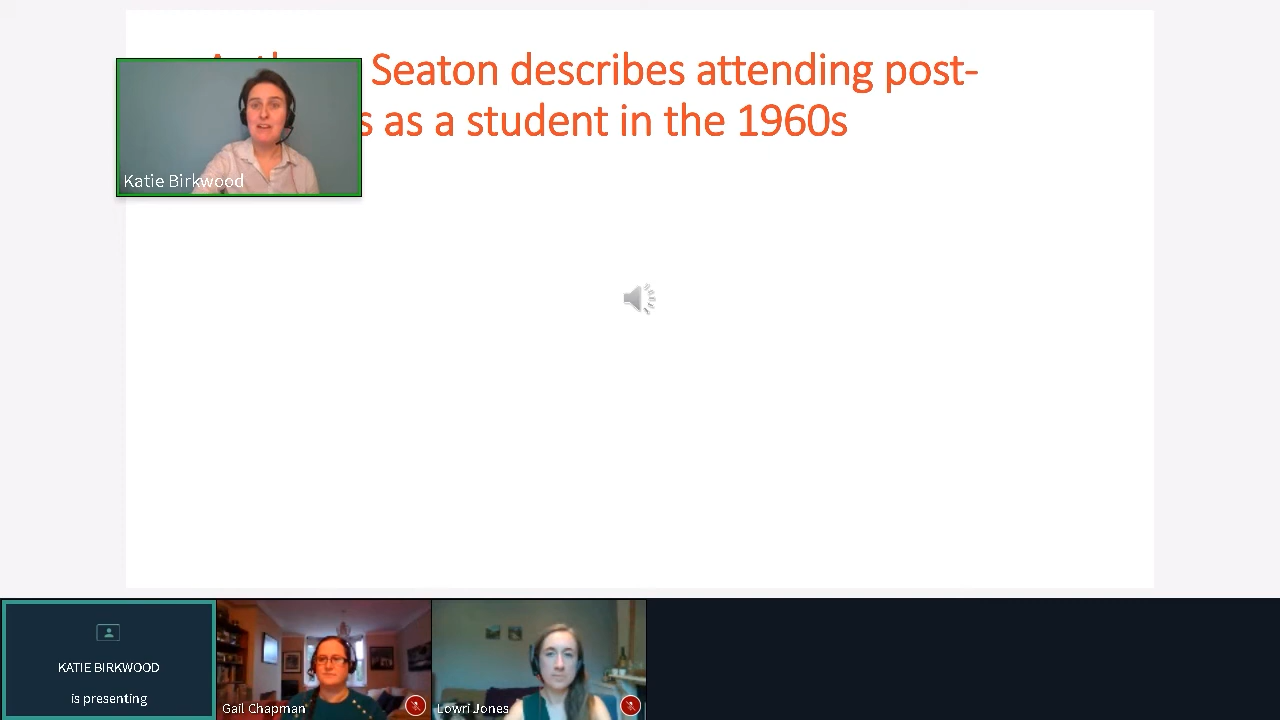 Seaton describes attending post-
s as a student in the 1960s
Katie Birkwood
KATIE BIRKWOOD
is presenting
Gail Chapman
Lowri Jones